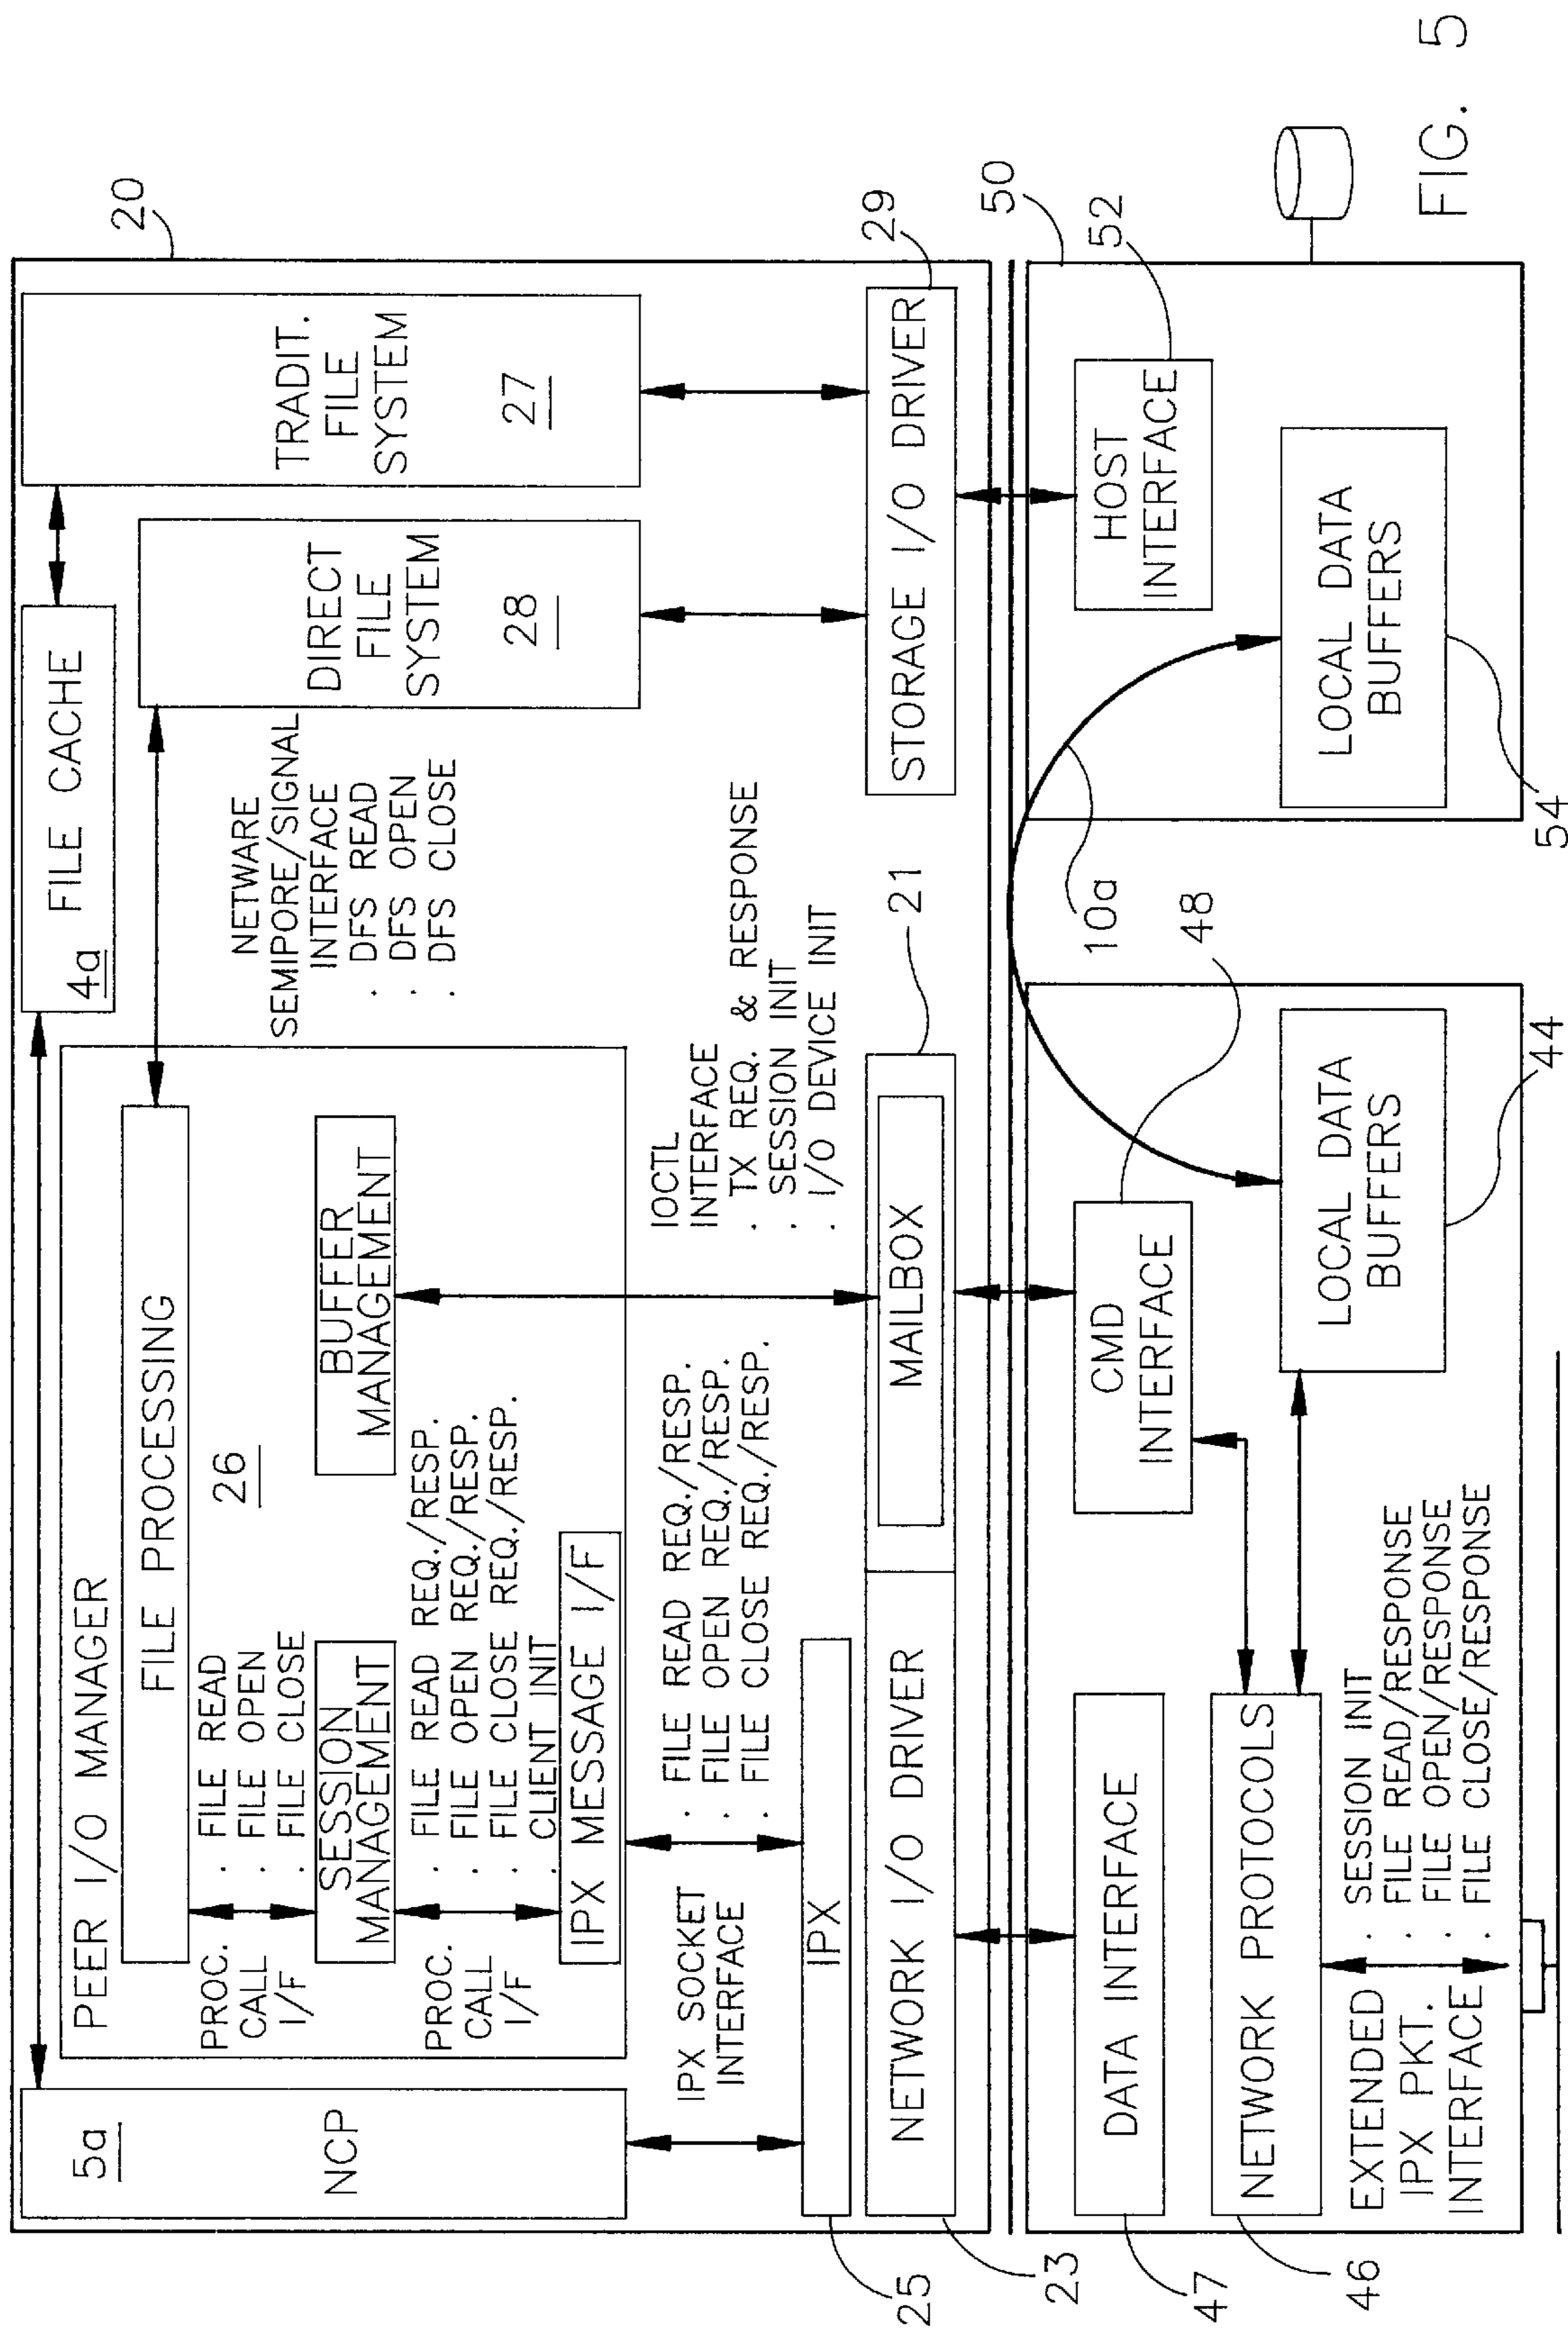 20
5a
NCP
PEER I/O MANAGER
FILE PROCESSING
26
PROC.
CALL
I/F
. FILE READ
. FILE OPEN
. FILE CLOSE
SESSION
MANAGEMENT
BUFFER
MANAGEMENT
PROC.
CALL
I/F
. FILE READ REQ./RESP.
. FILE OPEN REQ./RESP.
. FILE CLOSE REQ./RESP.
. CLIENT INIT
IPX MESSAGE I/F
4a
FILE CACHE
NETWARE
SEMIPORE/SIGNAL
INTERFACE
. DFS READ
. DFS OPEN
. DFS CLOSE
DIRECT
FILE
SYSTEM
28
TRADIT.
FILE
SYSTEM
27
IPX SOCKET
INTERFACE
. FILE READ REQ./RESP.
. FILE OPEN REQ./RESP.
. FILE CLOSE REQ./RESP.
IOCTL
INTERFACE
. TX REQ. & RESPONSE
. SESSION INIT
. I/O DEVICE INIT
IPX
25
NETWORK I/O DRIVER
23
MAILBOX
21
STORAGE I/O DRIVER
29
50
DATA INTERFACE
47
CMD
INTERFACE
48
10a
HOST
INTERFACE
52
NETWORK PROTOCOLS
46
LOCAL DATA
BUFFERS
44
LOCAL DATA
BUFFERS
54
EXTENDED
IPX PKT.
INTERFACE
. SESSION INIT
. FILE READ/RESPONSE
. FILE OPEN/RESPONSE
. FILE CLOSE/RESPONSE
FIG. 5